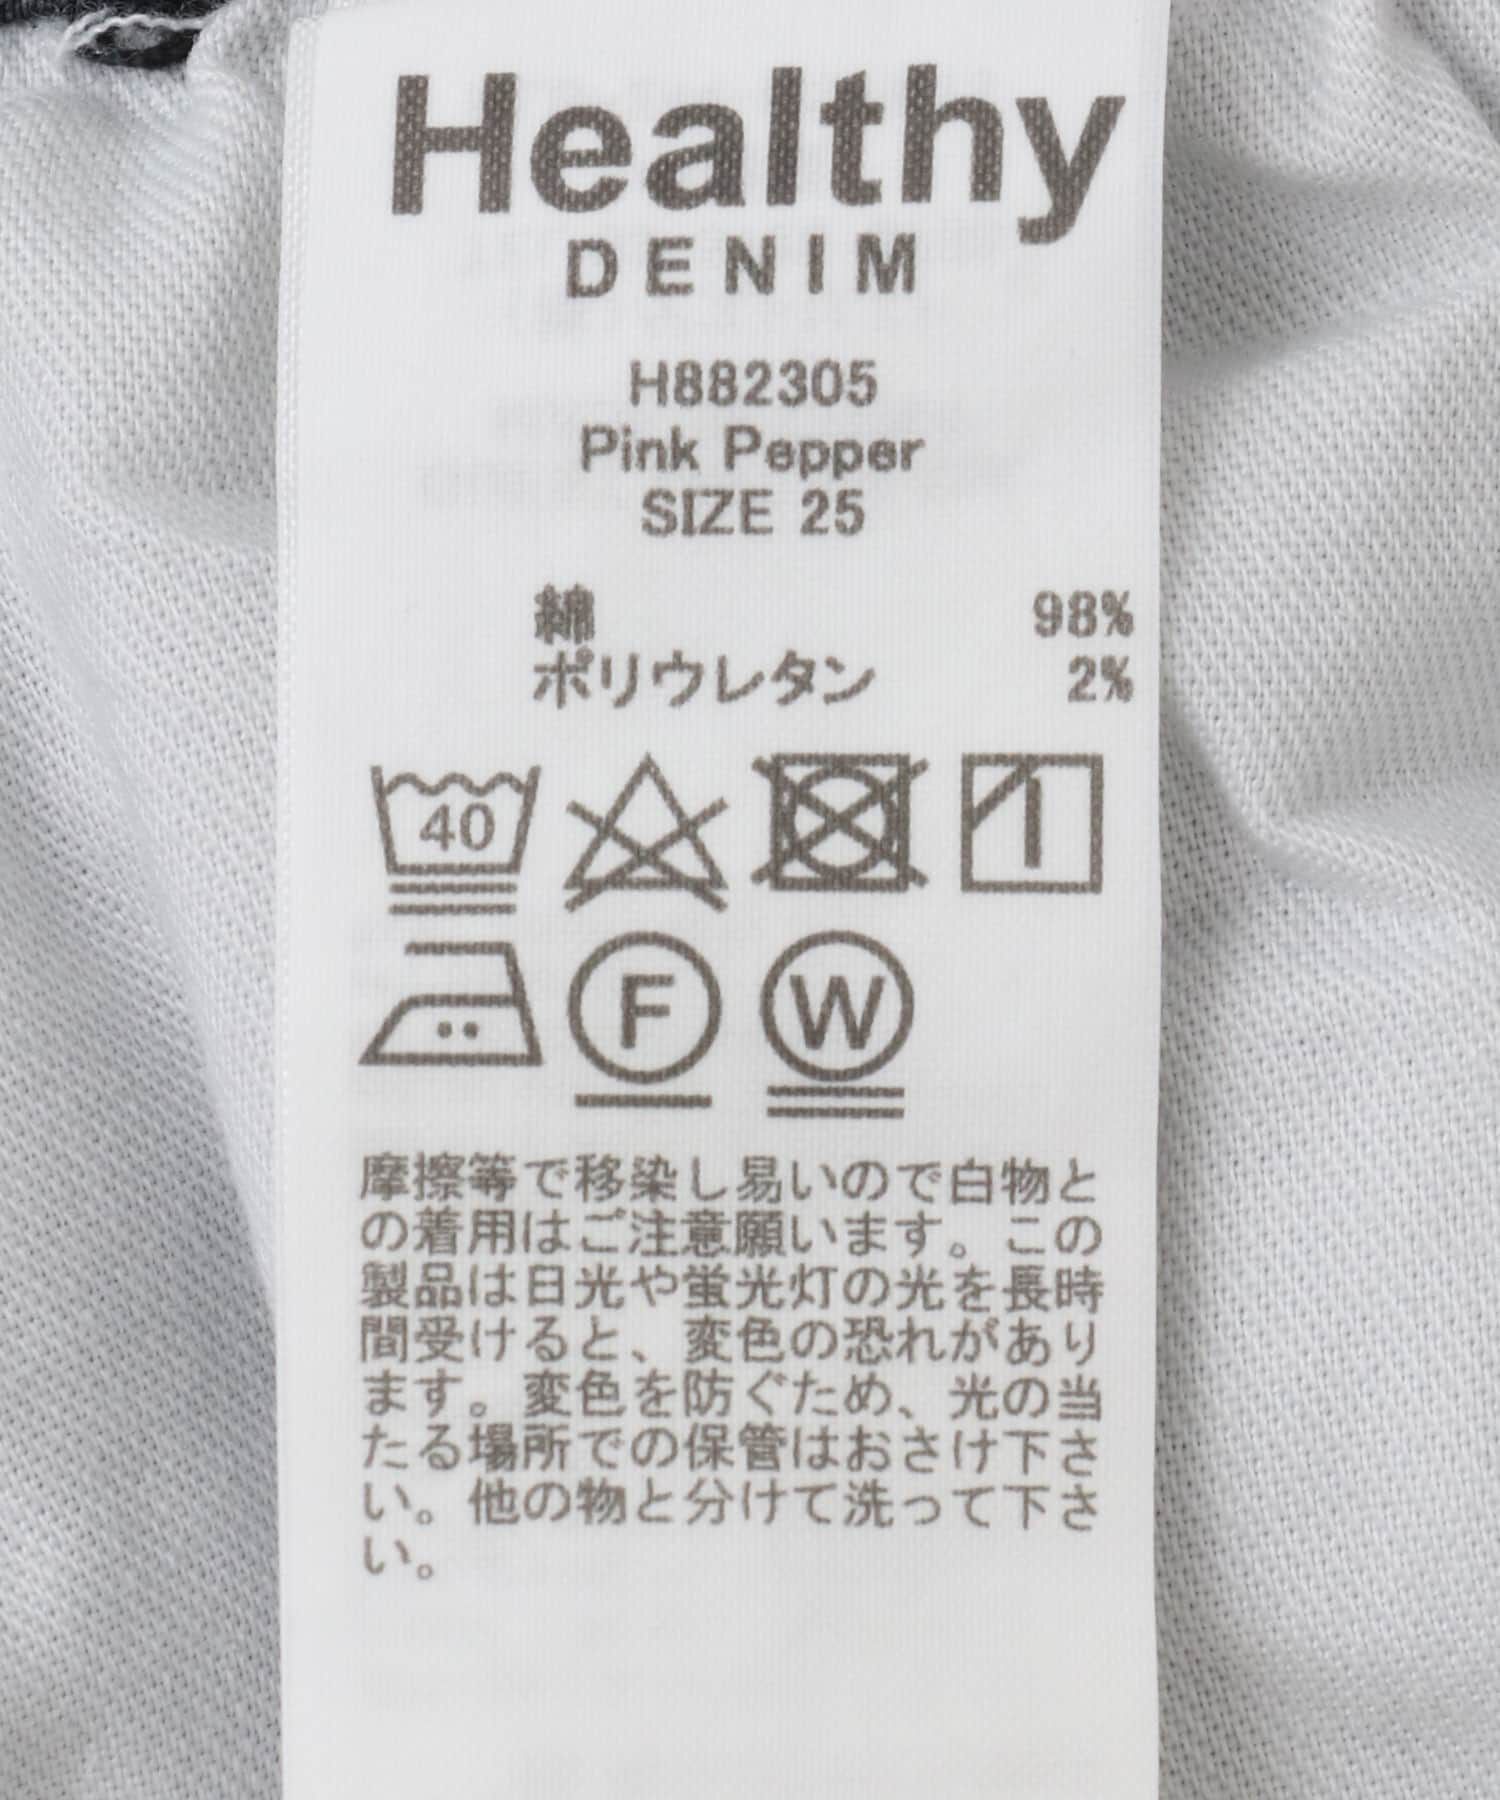 Healthy
DENIM
H882305
Pink Pepper
SIZE 25
綿 98%
ポリウレタン 2%
40
F
W
摩擦等で移染し易いので白物と
の着用はご注意願います。この
製品は日光や蛍光灯の光を長時
間受けると、変色の恐れがあり
ます。変色を防ぐため、光の当
たる場所での保管はおさけ下さ
い。他の物と分けて洗って下さ
い。